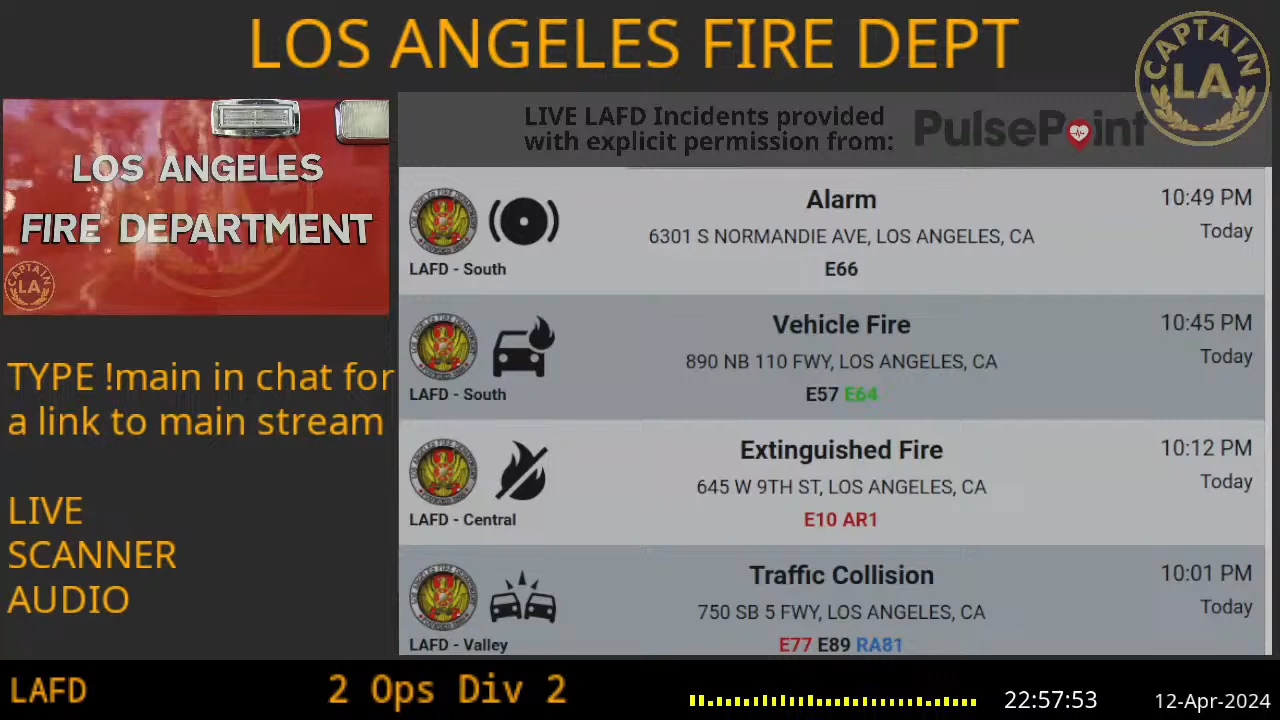 LOS ANGELES FIRE DEPT
CAPTAIN
LA
LOS ANGELES
FIRE DEPARTMENT
CAPTAIN
LA
LIVE LAFD Incidents provided
with explicit permission from:
PulsePoint
Alarm
10:49 PM
6301 S NORMANDIE AVE, LOS ANGELES, CA
Today
LAFD - South
E66
Vehicle Fire
10:45 PM
890 NB 110 FWY, LOS ANGELES, CA
Today
LAFD - South
E57 E64
Extinguished Fire
10:12 PM
645 W 9TH ST, LOS ANGELES, CA
Today
LAFD - Central
E10 AR1
Traffic Collision
10:01 PM
750 SB 5 FWY, LOS ANGELES, CA
Today
LAFD - Valley
E77 E89 RA81
TYPE !main in chat for
a link to main stream
LIVE
SCANNER
AUDIO
LAFD
2 Ops Div 2
22:57:53
12-Apr-2024